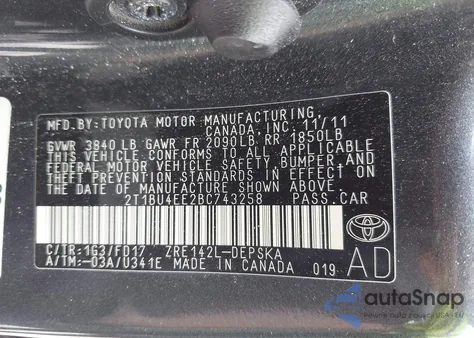 MFD.BY:TOYOTA MOTOR MANUFACTURING,
CANADA, INC. 11/11
GVWR 3840 LB GAWR FR 2090LB RR 1850LB
THIS VEHICLE CONFORMS TO ALL APPLICABLE
FEDERAL MOTOR VEHICLE SAFETY, BUMPER, AND
THEFT PREVENTION STANDARDS IN EFFECT ON
THE DATE OF MANUFACTURE SHOWN ABOVE.
2T1BU4EE2BC743258 PASS.CAR
C/TR:1G3/FD17 ZRE142L-DEPSKA
A/TM:-03A/U341E MADE IN CANADA 019
AD
TOYOTA
autoSnap